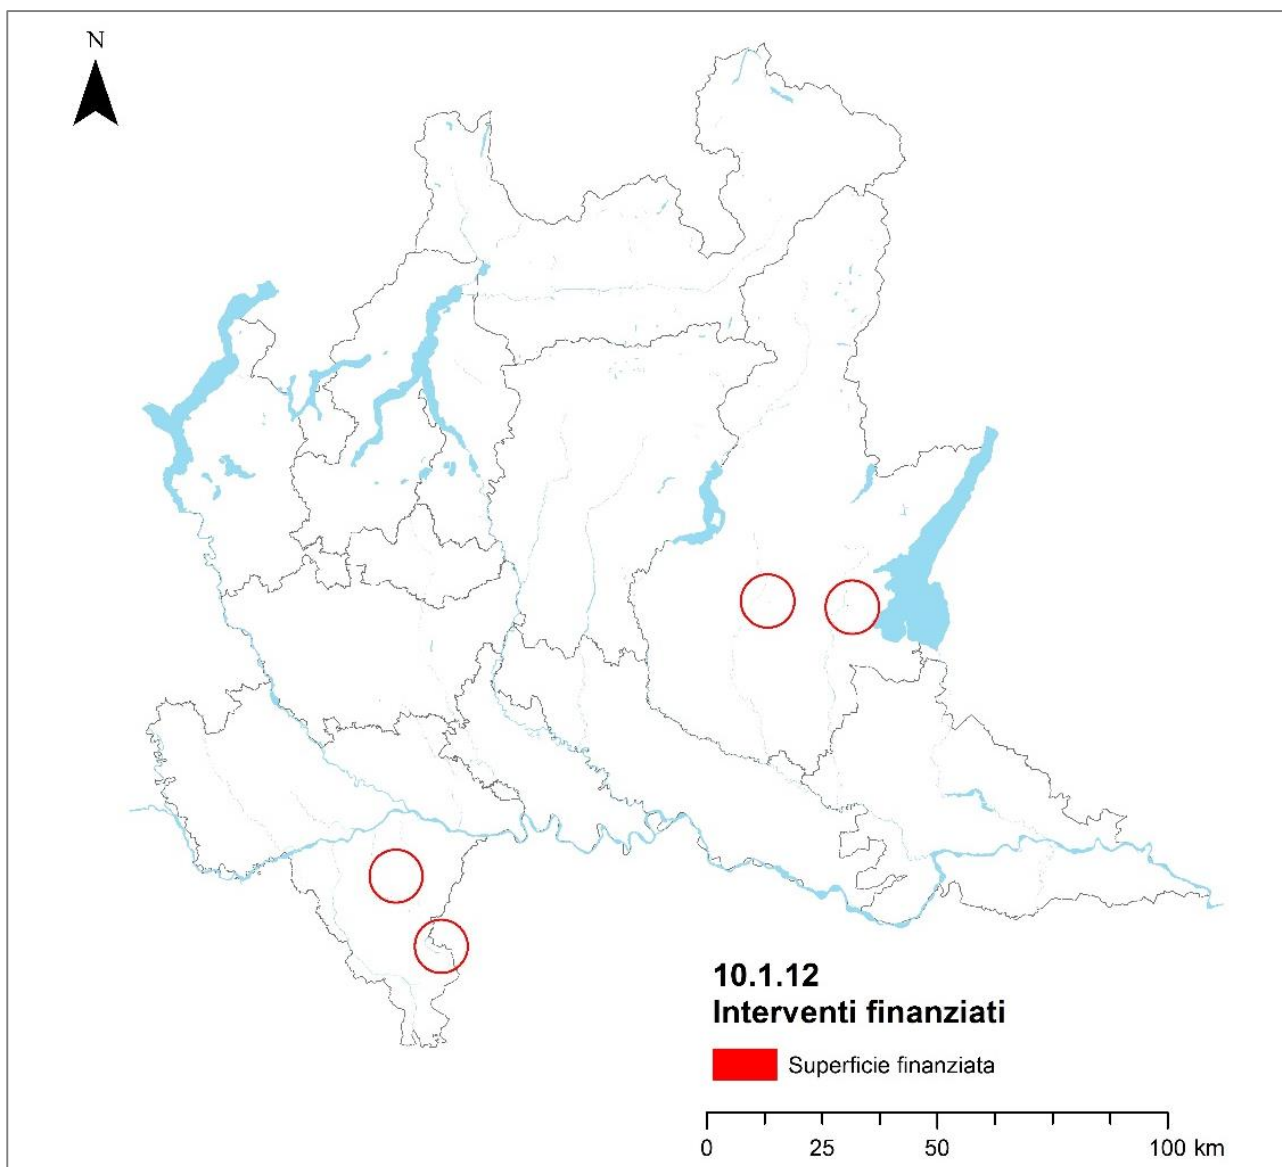 N
10.1.12
Interventi finanziati
Superficie finanziata
0 25 50 100 km